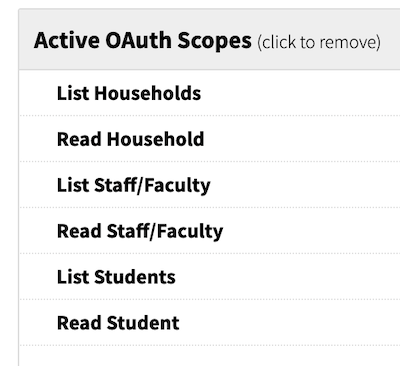 Active OAuth Scopes (click to remove)
List Households
Read Household
List Staff/Faculty
Read Staff/Faculty
List Students
Read Student